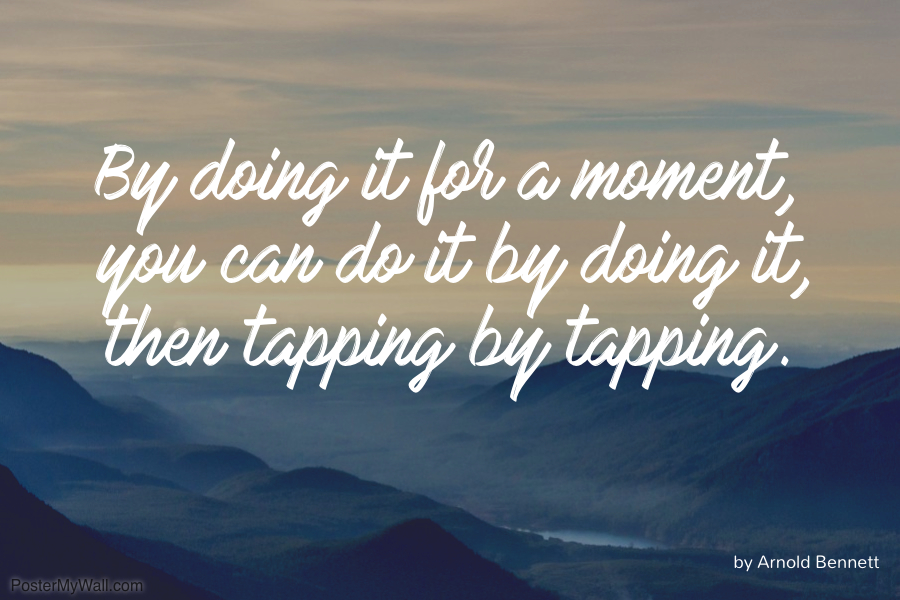 By doing it for a moment,
you can do it by doing it,
then tapping by tapping.
by Arnold Bennett
PosterMyWall.com